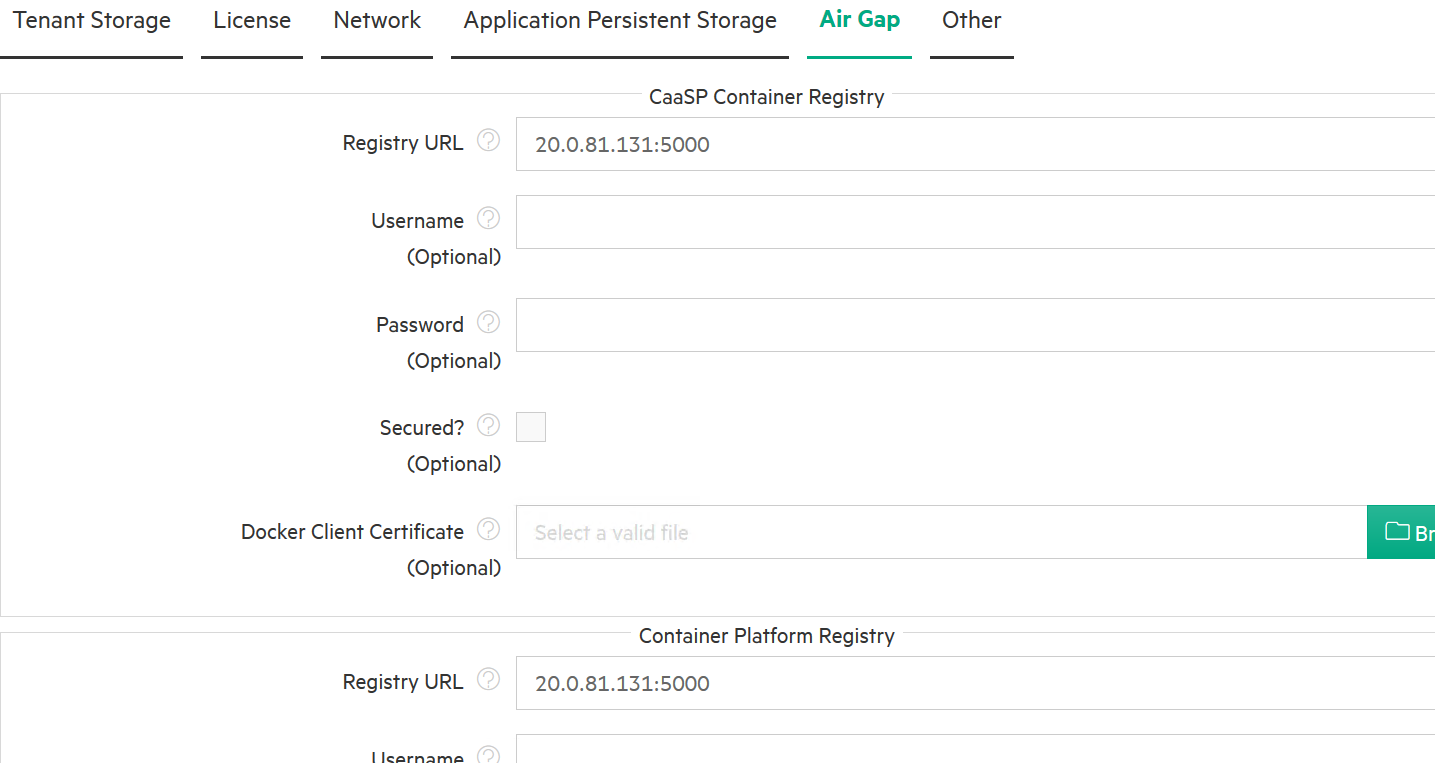 Tenant Storage License Network Application Persistent Storage Air Gap Other
CaaSP Container Registry
Registry URL ? 20.0.81.131:5000
Username ?
(Optional)
Password ?
(Optional)
Secured? ?
(Optional)
Docker Client Certificate ? Select a valid file Br
(Optional)
Container Platform Registry
Registry URL ? 20.0.81.131:5000
Username ?